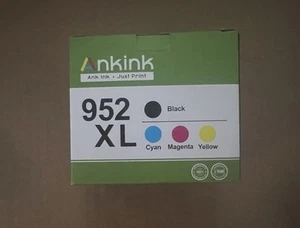 Ankink
Ank Ink + Just Print
952
XL
Black
Cyan
Magenta
Yellow